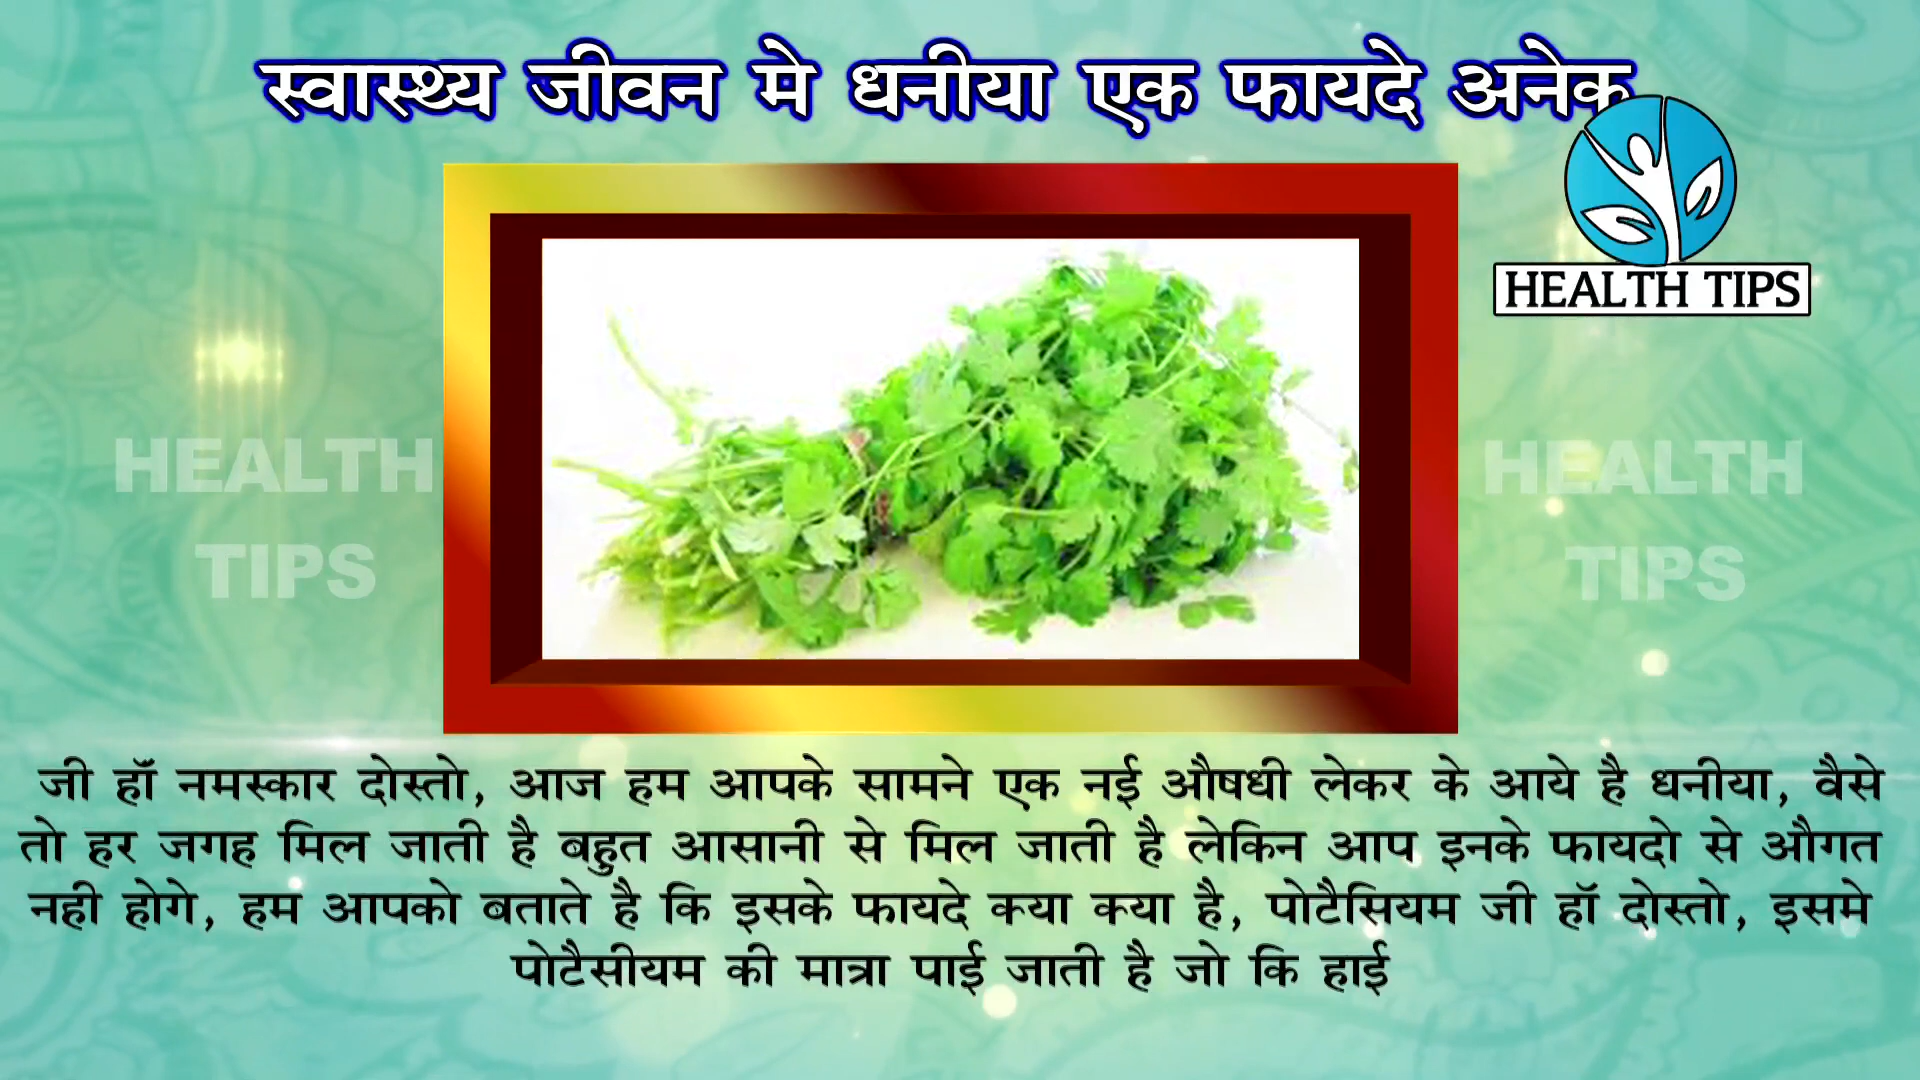 स्वास्थ्य जीवन मे धनीया एक फायदे अनेक
HEALTH TIPS
HEALTH
TIPS
HEALTH
TIPS
जी हॉं नमस्कार दोस्तो, आज हम आपके सामने एक नई औषधी लेकर के आये है धनीया, वैसे
तो हर जगह मिल जाती है बहुत आसानी से मिल जाती है लेकिन आप इनके फायदो से औगत
नही होगे, हम आपको बताते है कि इसके फायदे क्या क्या है, पोटैसियम जी हॉ दोस्तो, इसमे
पोटैसीयम की मात्रा पाई जाती है जो कि हाई